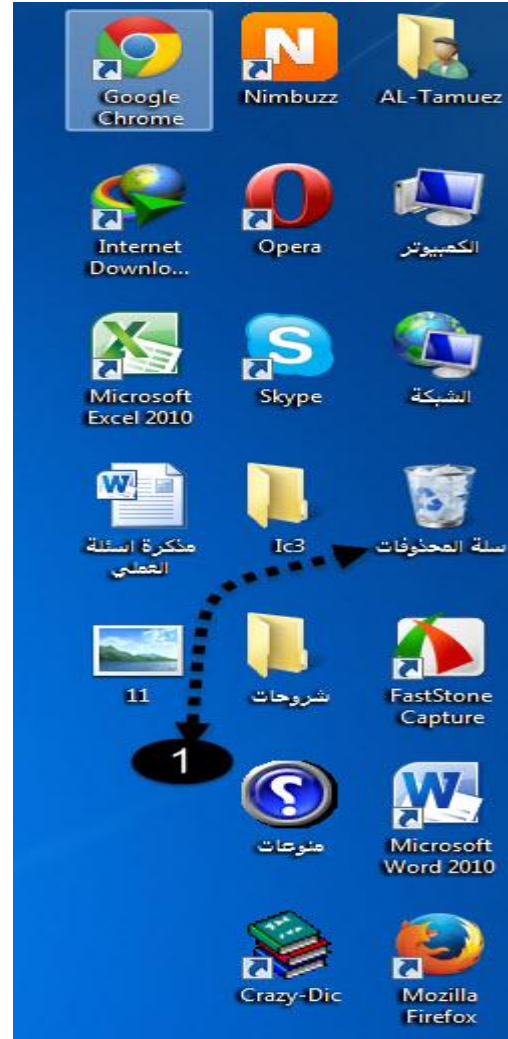 Google
Chrome
Nimbuzz
AL-Tamuez
Internet
Downlo...
Opera
الكمبيوتر
Microsoft
Excel 2010
Skype
الشبكة
مذكرة اسئلة
العملي
Ic3
سلة المحذوفات
11
شروحات
FastStone
Capture
1
منوعات
Microsoft
Word 2010
Crazy-Dic
Mozilla
Firefox